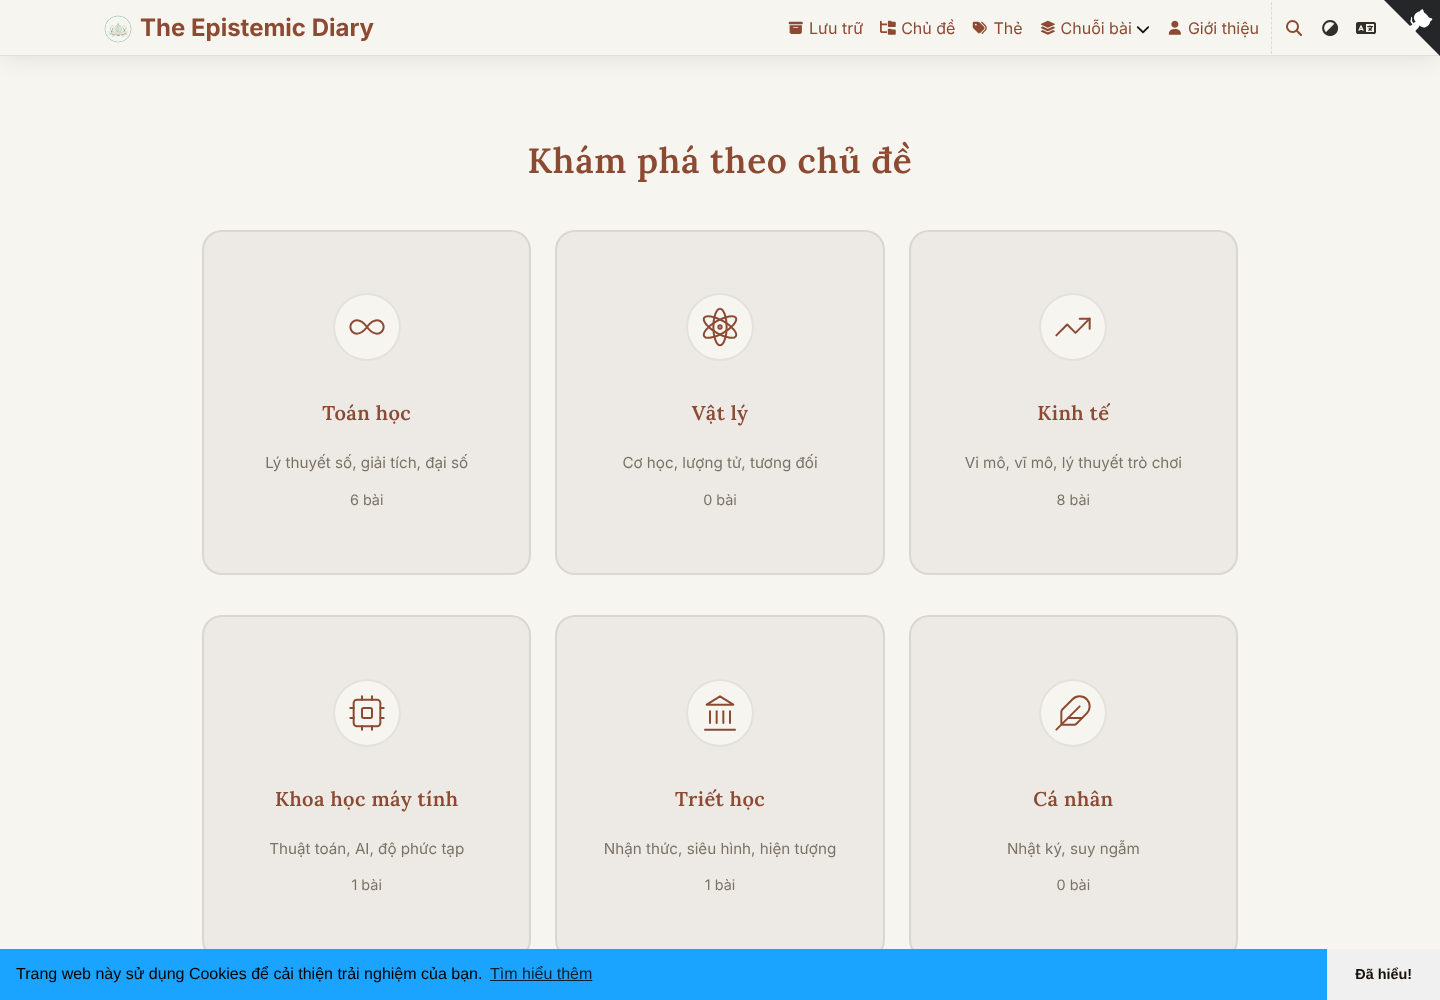 The Epistemic Diary
Lưu trữ Chủ đề Thẻ Chuỗi bài Giới thiệu
Khám phá theo chủ đề
Toán học
Lý thuyết số, giải tích, đại số
6 bài
Vật lý
Cơ học, lượng tử, tương đối
0 bài
Kinh tế
Vi mô, vĩ mô, lý thuyết trò chơi
8 bài
Khoa học máy tính
Thuật toán, AI, độ phức tạp
1 bài
Triết học
Nhận thức, siêu hình, hiện tượng
1 bài
Cá nhân
Nhật ký, suy ngẫm
0 bài
Trang web này sử dụng Cookies để cải thiện trải nghiệm của bạn. Tìm hiểu thêm
Đã hiểu!